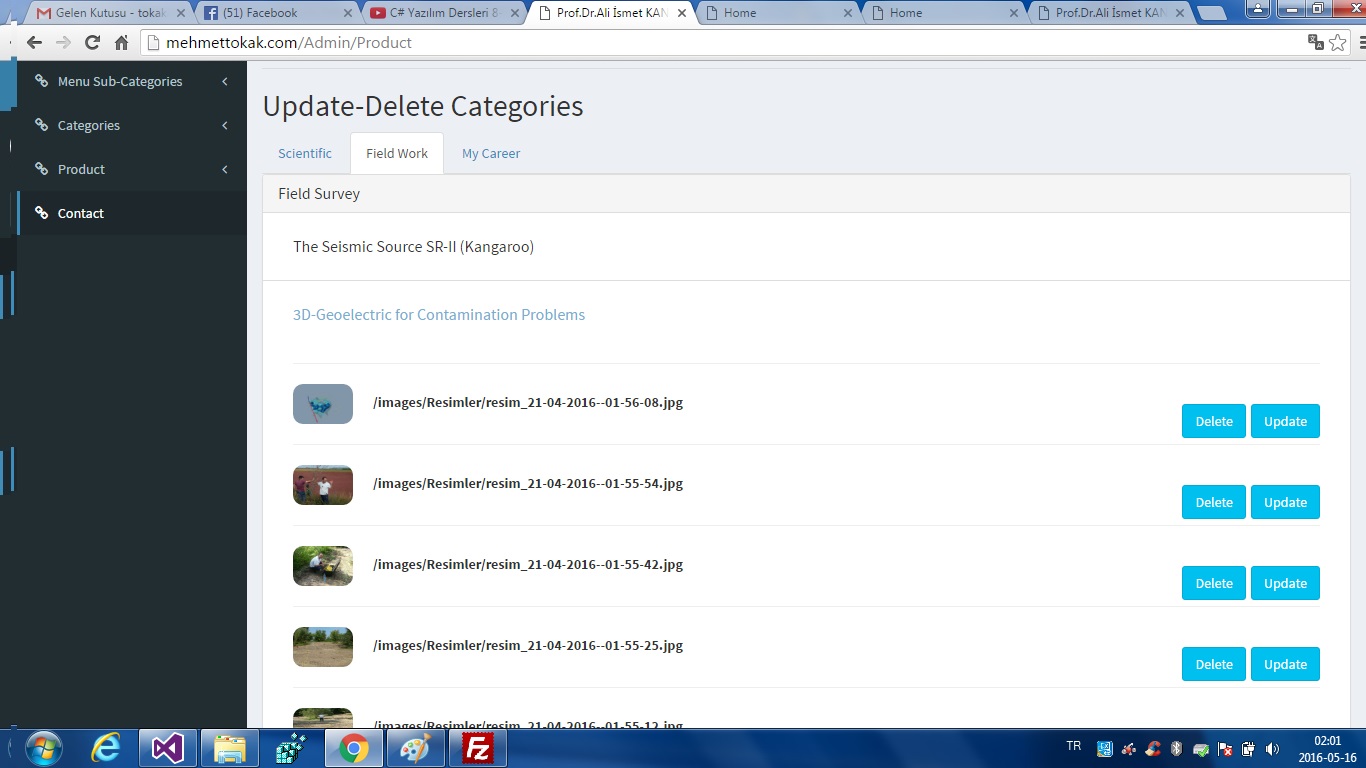 Gelen Kutusu - tokak
(51) Facebook
C# Yazılım Dersleri 8-
Prof.Dr.Ali İsmet KAN
Home
Home
Prof.Dr.Ali İsmet KAN
mehmettokak.com/Admin/Product
Menu Sub-Categories
Categories
Product
Contact
Update-Delete Categories
Scientific Field Work My Career
Field Survey
The Seismic Source SR-II (Kangaroo)
3D-Geoelectric for Contamination Problems
/images/Resimler/resim_21-04-2016--01-56-08.jpg
Delete Update
/images/Resimler/resim_21-04-2016--01-55-54.jpg
Delete Update
/images/Resimler/resim_21-04-2016--01-55-42.jpg
Delete Update
/images/Resimler/resim_21-04-2016--01-55-25.jpg
Delete Update
/images/Resimler/resim_21-04-2016--01-55-12.jpg
TR
02:01
2016-05-16